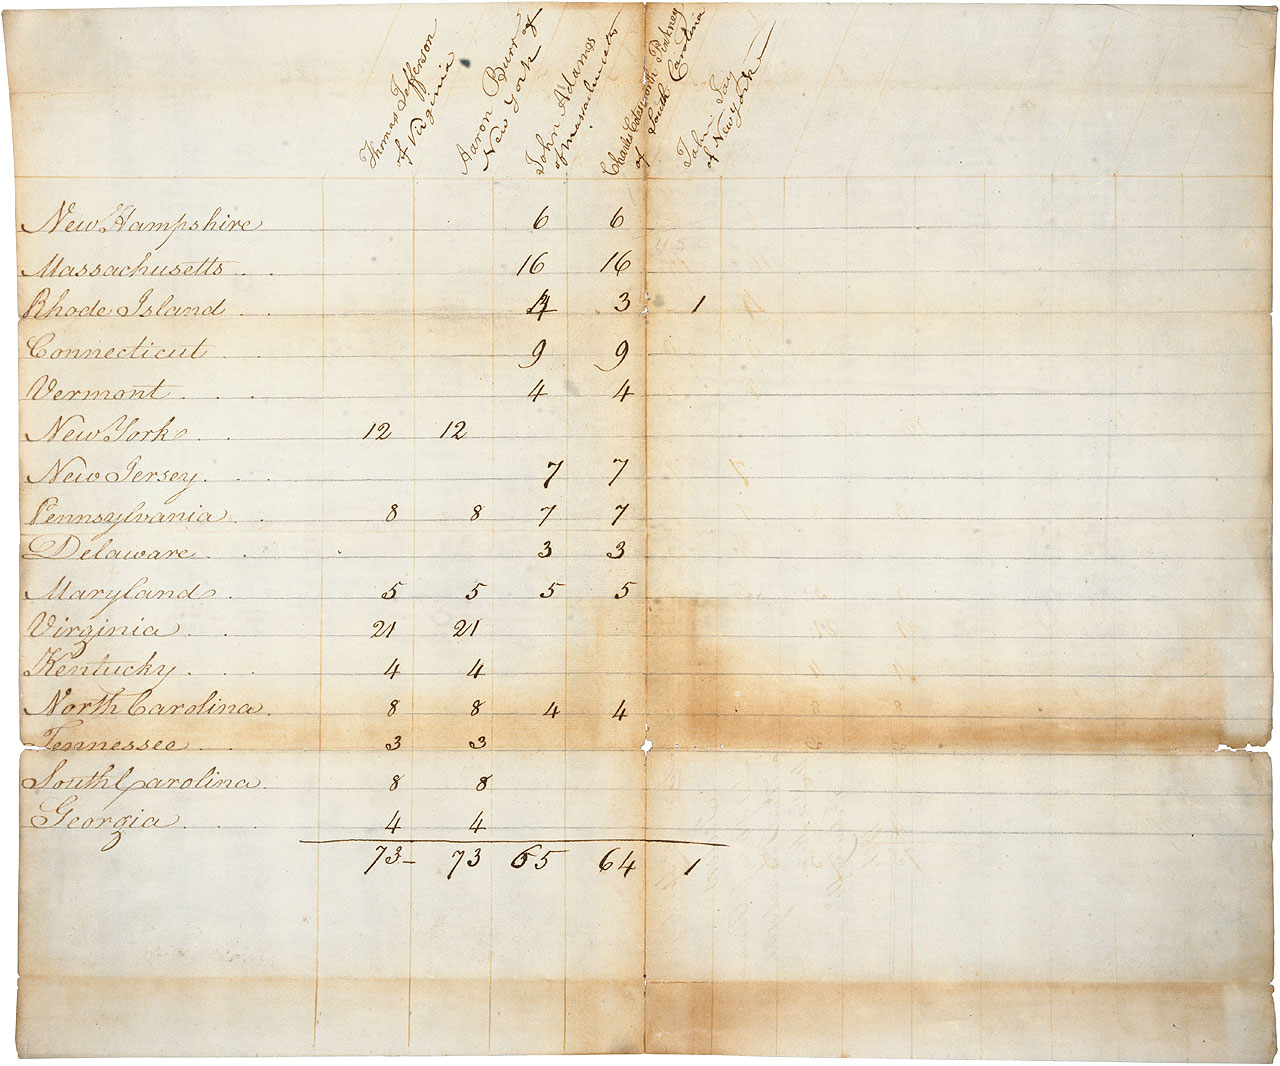 Thomas Jefferson
of Virginia
Aaron Burr of
New York
John Adams
of Massachusetts
Charles Cotesworth Pinkney
of South Carolina
John Jay
of New York
New Hampshire 6 6
Massachusetts . . 16 16
Rhode Island . . 4 3 1
Connecticut . . 9 9
Vermont . . . 4 4
New York . . 12 12
New Jersey . . . 7 7
Pennsylvania . . 8 8 7 7
Delaware . . 3 3
Maryland . 5 5 5 5
Virginia . . 21 21
Kentucky . . . 4 4
North Carolina . 8 8 4 4
Tennessee . . 3 3
South Carolina . 8 8
Georgia . . . 4 4
73 – 73 65 64 1